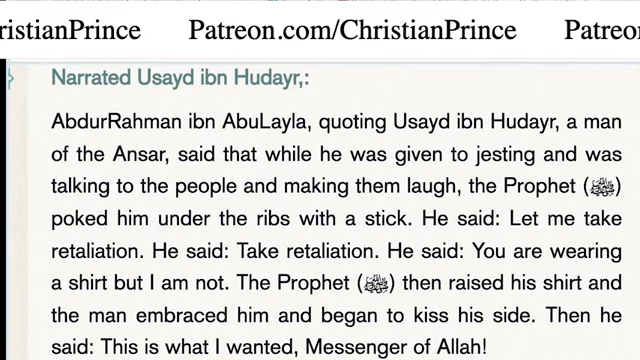 ristianPrince Patreon.com/ChristianPrince Patreo
Narrated Usayd ibn Hudayr,:
AbdurRahman ibn AbuLayla, quoting Usayd ibn Hudayr, a man
of the Ansar, said that while he was given to jesting and was
talking to the people and making them laugh, the Prophet (ﷺ)
poked him under the ribs with a stick. He said: Let me take
retaliation. He said: Take retaliation. He said: You are wearing
a shirt but I am not. The Prophet (ﷺ) then raised his shirt and
the man embraced him and began to kiss his side. Then he
said: This is what I wanted, Messenger of Allah!